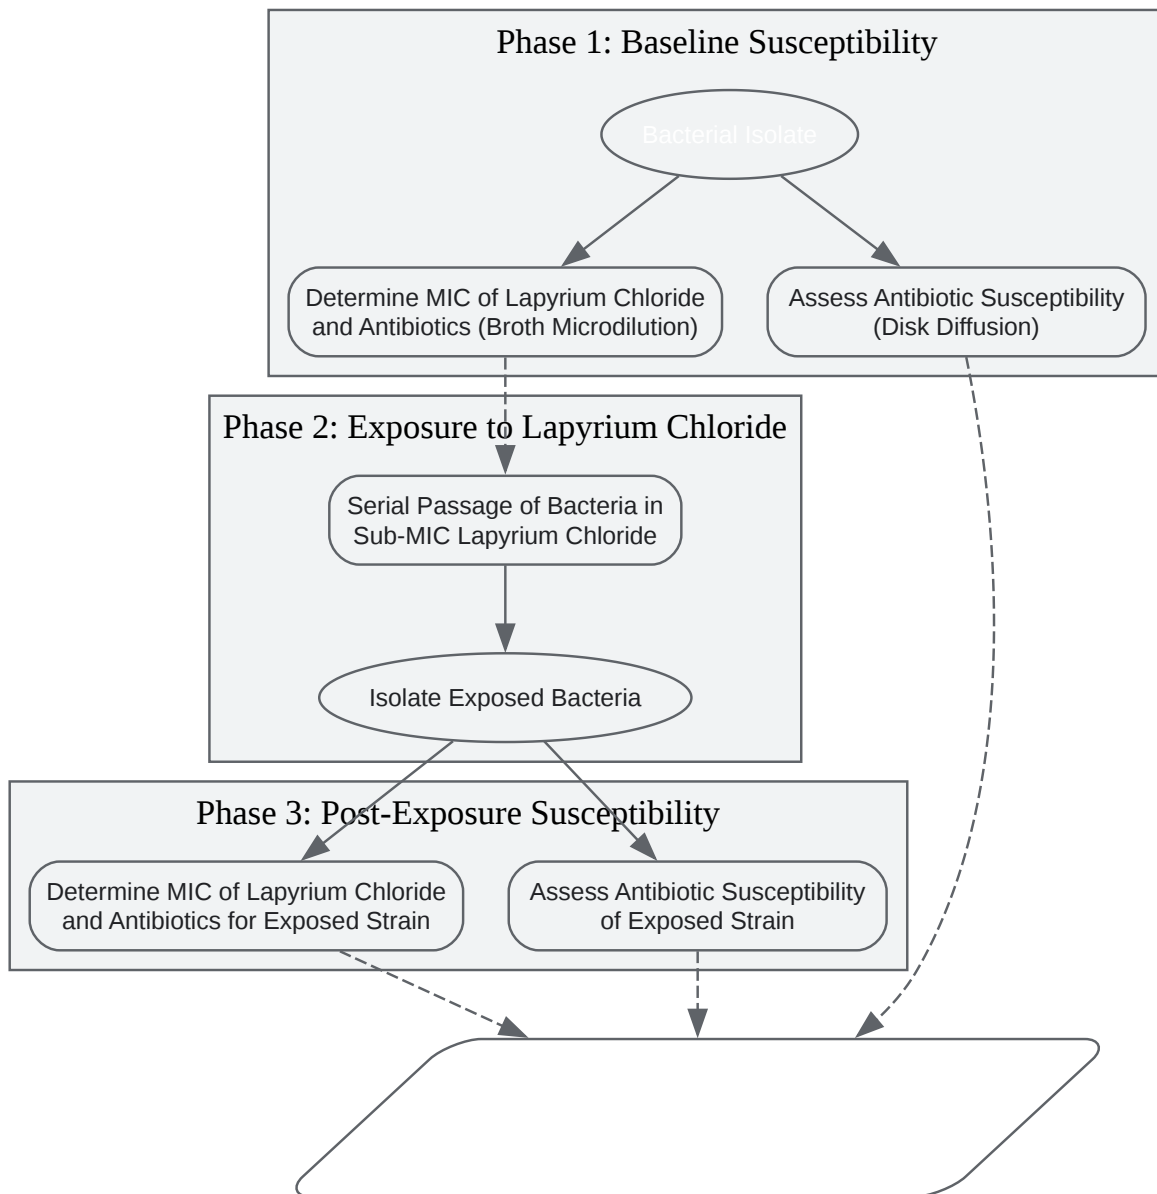 Phase 1: Baseline Susceptibility
Bacterial Isolate
Determine MIC of Lapyrium Chloride
and Antibiotics (Broth Microdilution)
Assess Antibiotic Susceptibility
(Disk Diffusion)
Phase 2: Exposure to Lapyrium Chloride
Serial Passage of Bacteria in
Sub-MIC Lapyrium Chloride
Isolate Exposed Bacteria
Phase 3: Post-Exposure Susceptibility
Determine MIC of Lapyrium Chloride
and Antibiotics for Exposed Strain
Assess Antibiotic Susceptibility
of Exposed Strain